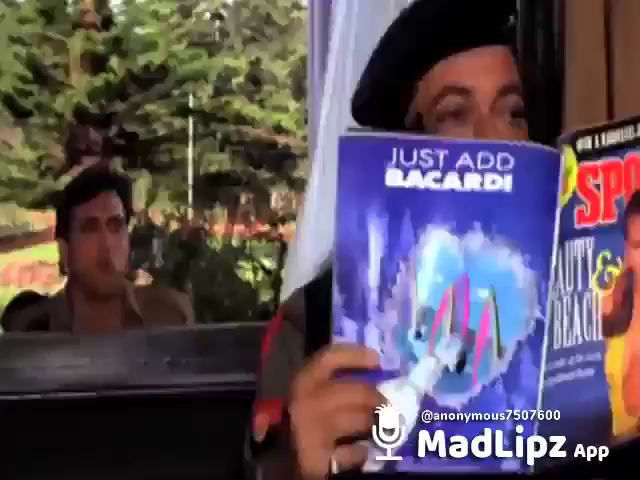 JUST ADD
BACARDI
SPO
AUTY
&
BEACH
@anonymous7507600
MadLipz App